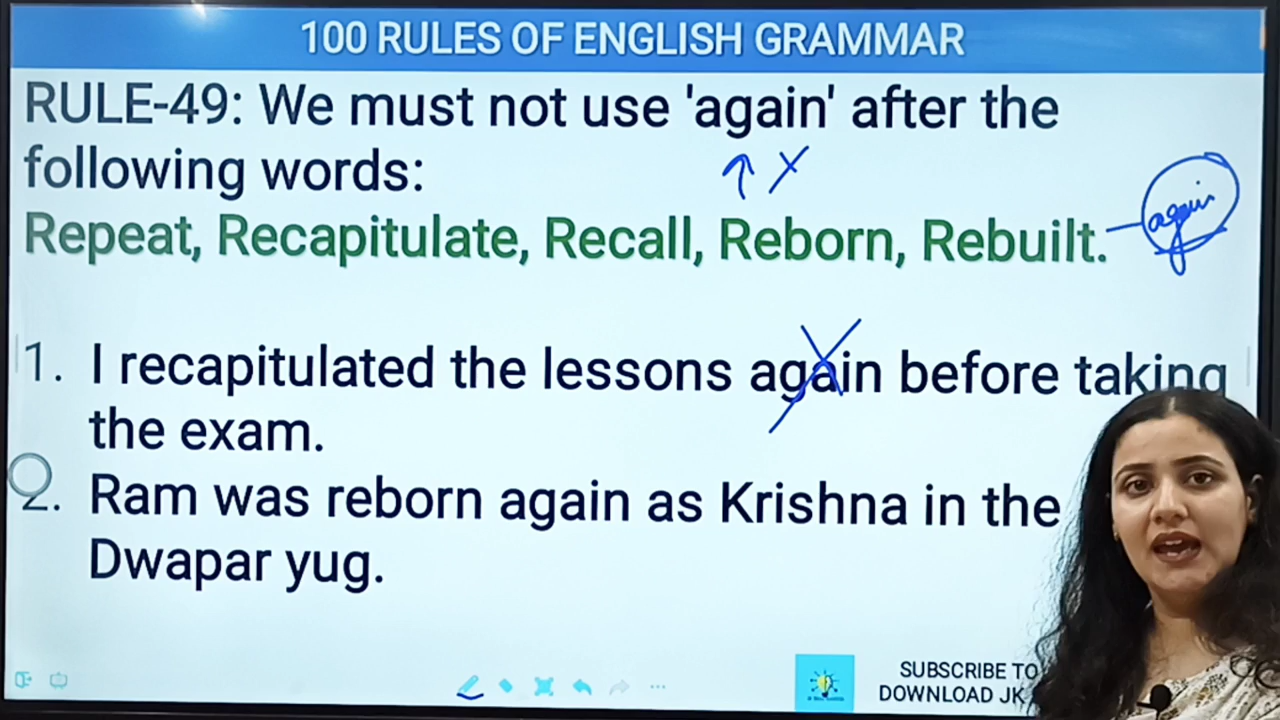 100 RULES OF ENGLISH GRAMMAR
RULE-49: We must not use 'again' after the
following words:
Repeat, Recapitulate, Recall, Reborn, Rebuilt.
again
1. I recapitulated the lessons again before taking
the exam.
2. Ram was reborn again as Krishna in the
Dwapar yug.
SUBSCRIBE TO
DOWNLOAD JK